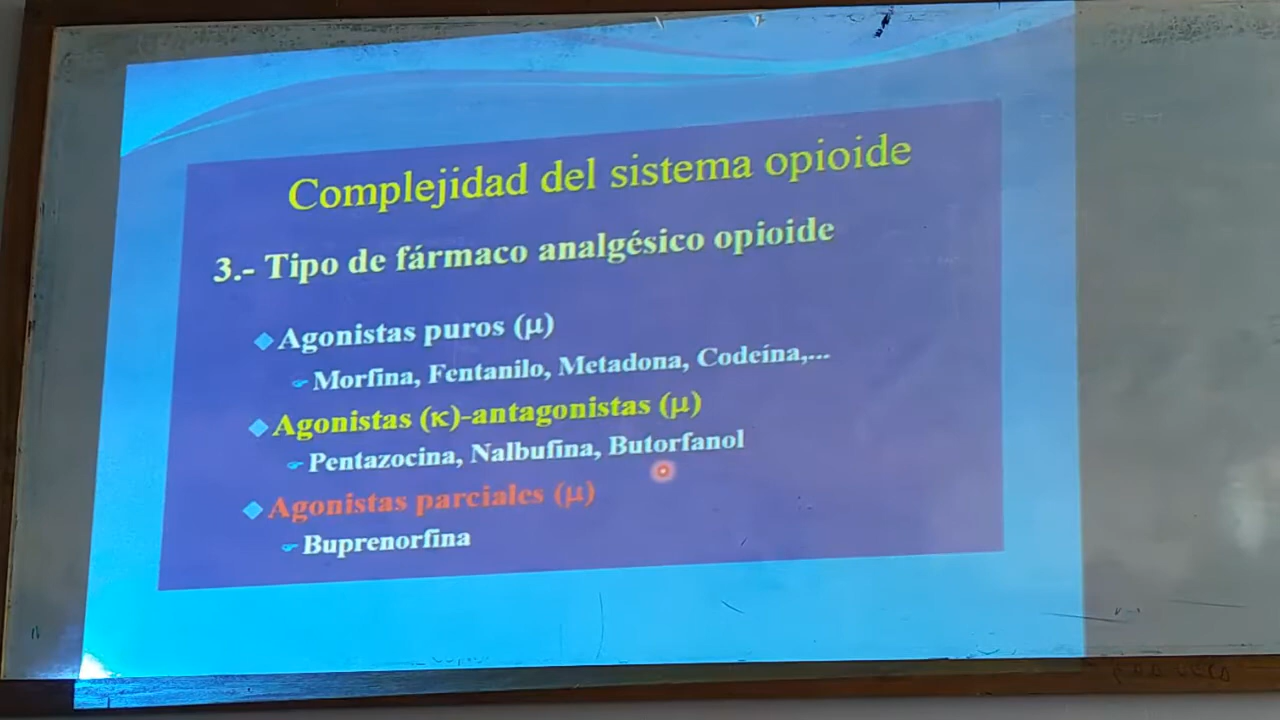 Complejidad del sistema opioide
3.- Tipo de fármaco analgésico opioide
Agonistas puros (μ)
Morfina, Fentanilo, Metadona, Codeína,...
Agonistas (κ)-antagonistas (μ)
Pentazocina, Nalbufina, Butorfanol
Agonistas parciales (μ)
Buprenorfina